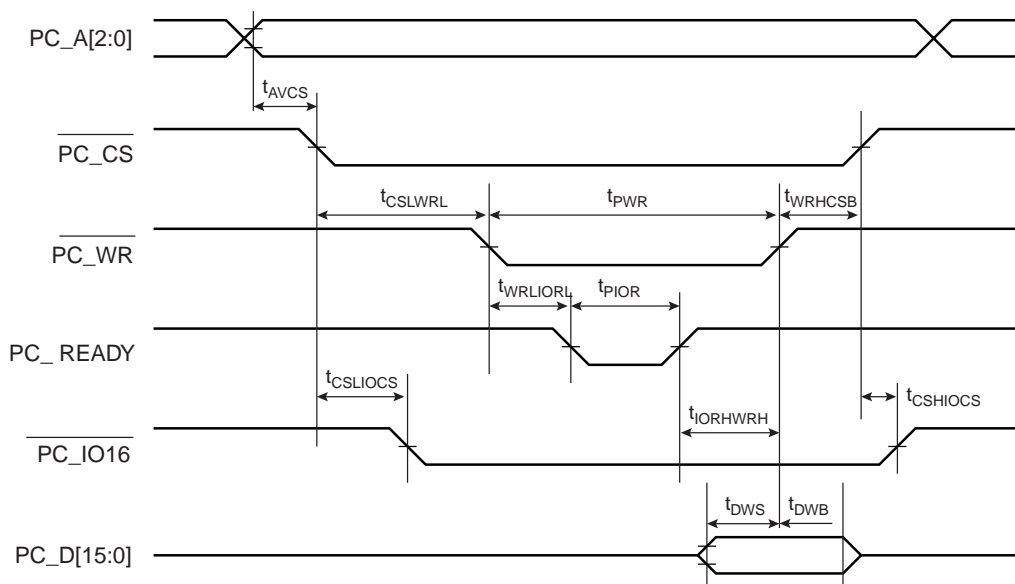 PC_A[2:0]
tAVCS
PC_CS
tCSLWRL tPWR tWRHCSB
PC_WR
tWRLIORL tPIOR
PC_ READY
tCSLIOCS tCSHIOCS
tIORHWRH
PC_IO16
tDWS tDWB
PC_D[15:0]